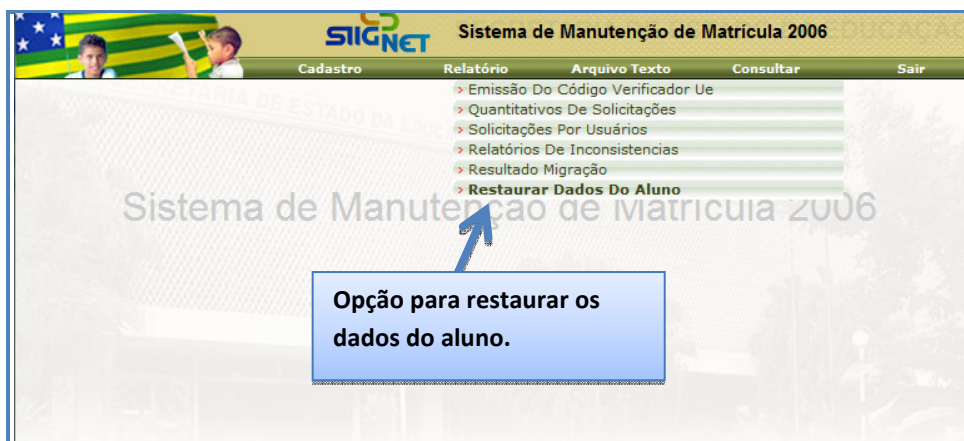 SIIGNET
Sistema de Manutenção de Matrícula 2006
Cadastro Relatório Arquivo Texto Consultar Sair
> Emissão Do Código Verificador Ue
> Quantitativos De Solicitações
> Solicitações Por Usuários
> Relatórios De Inconsistencias
> Resultado Migração
> Restaurar Dados Do Aluno
Sistema de Manutenção de Matrícula 2006
Opção para restaurar os
dados do aluno.